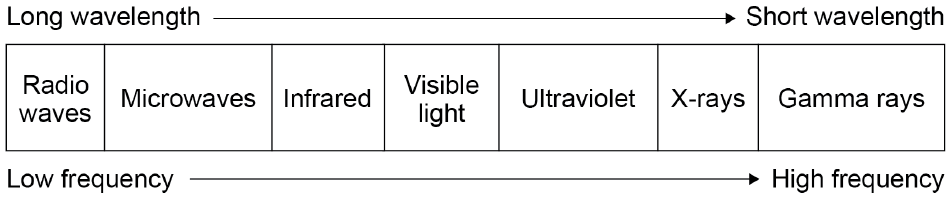 Long wavelength Short wavelength
Radio waves Microwaves Infrared Visible light Ultraviolet X-rays Gamma rays
Low frequency High frequency